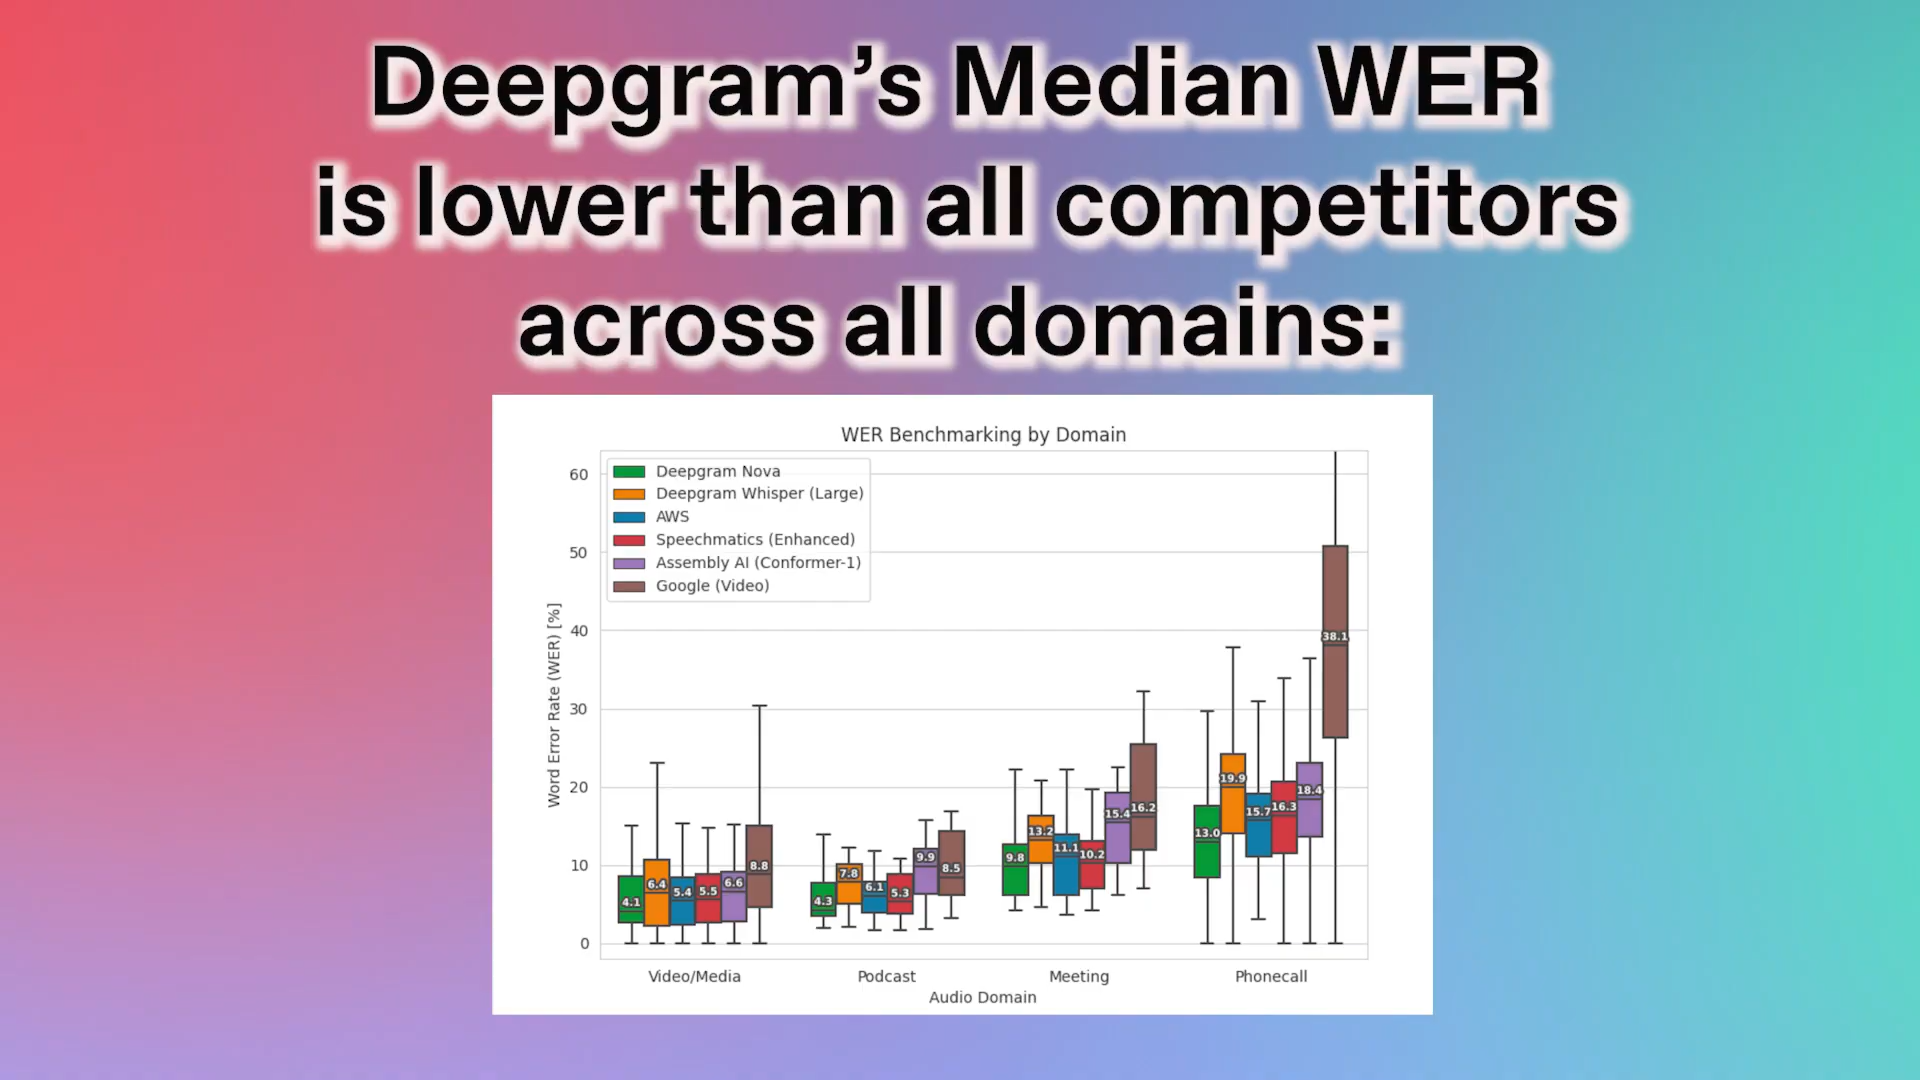 Deepgram’s Median WER
is lower than all competitors
across all domains:
WER Benchmarking by Domain
Deepgram Nova
Deepgram Whisper (Large)
AWS
Speechmatics (Enhanced)
Assembly AI (Conformer-1)
Google (Video)
Word Error Rate (WER) [%]
60
50
40
30
20
10
0
4.1 6.4 5.4 5.5 6.6 8.8
4.3 7.8 6.1 5.3 9.9 8.5
9.8 13.2 11.1 10.2 15.4 16.2
13.0 19.9 15.7 16.3 18.4 38.1
Video/Media Podcast Meeting Phonecall
Audio Domain